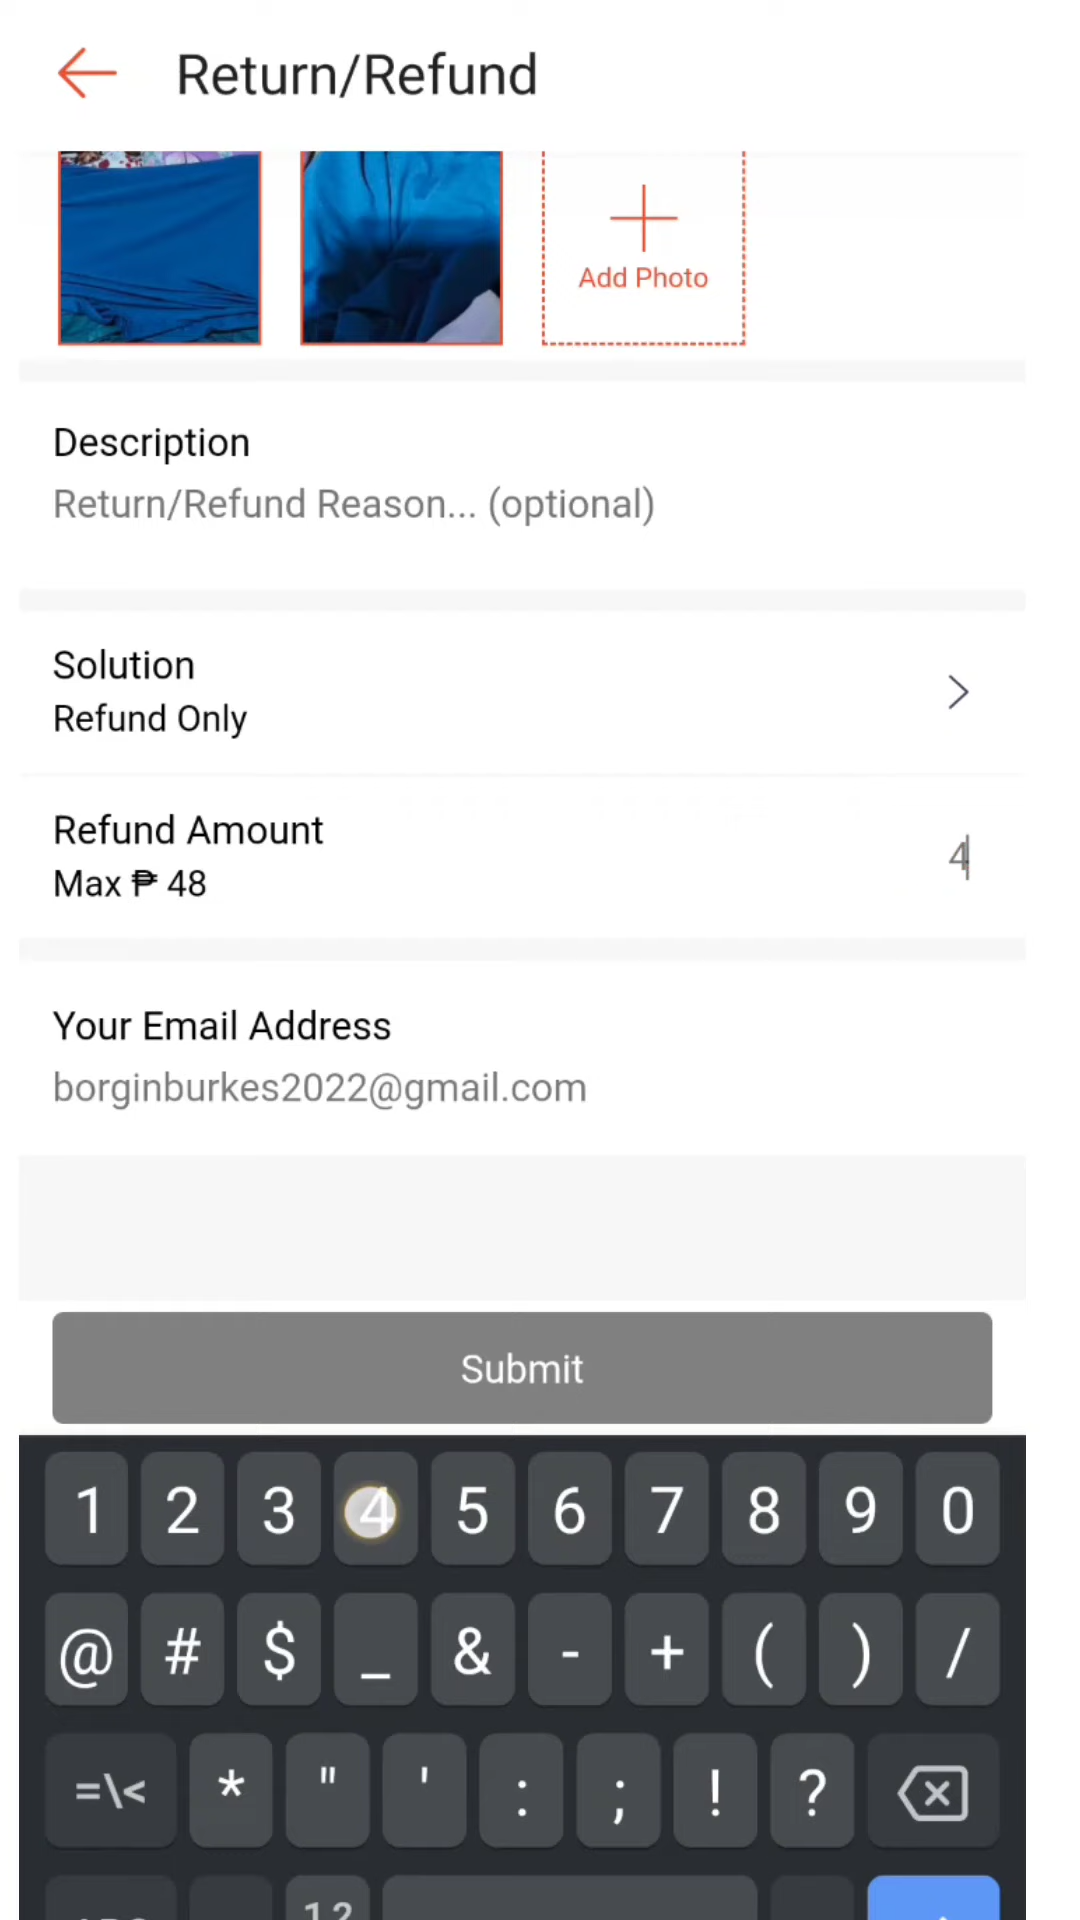 Return/Refund
Add Photo
Description
Return/Refund Reason... (optional)
Solution
Refund Only
Refund Amount
Max ₱ 48
4
Your Email Address
borginburkes2022@gmail.com
Submit
1 2 3 4 5 6 7 8 9 0
@ # $ _ & - + ( ) /
=\< * " ' : ; ! ?
12